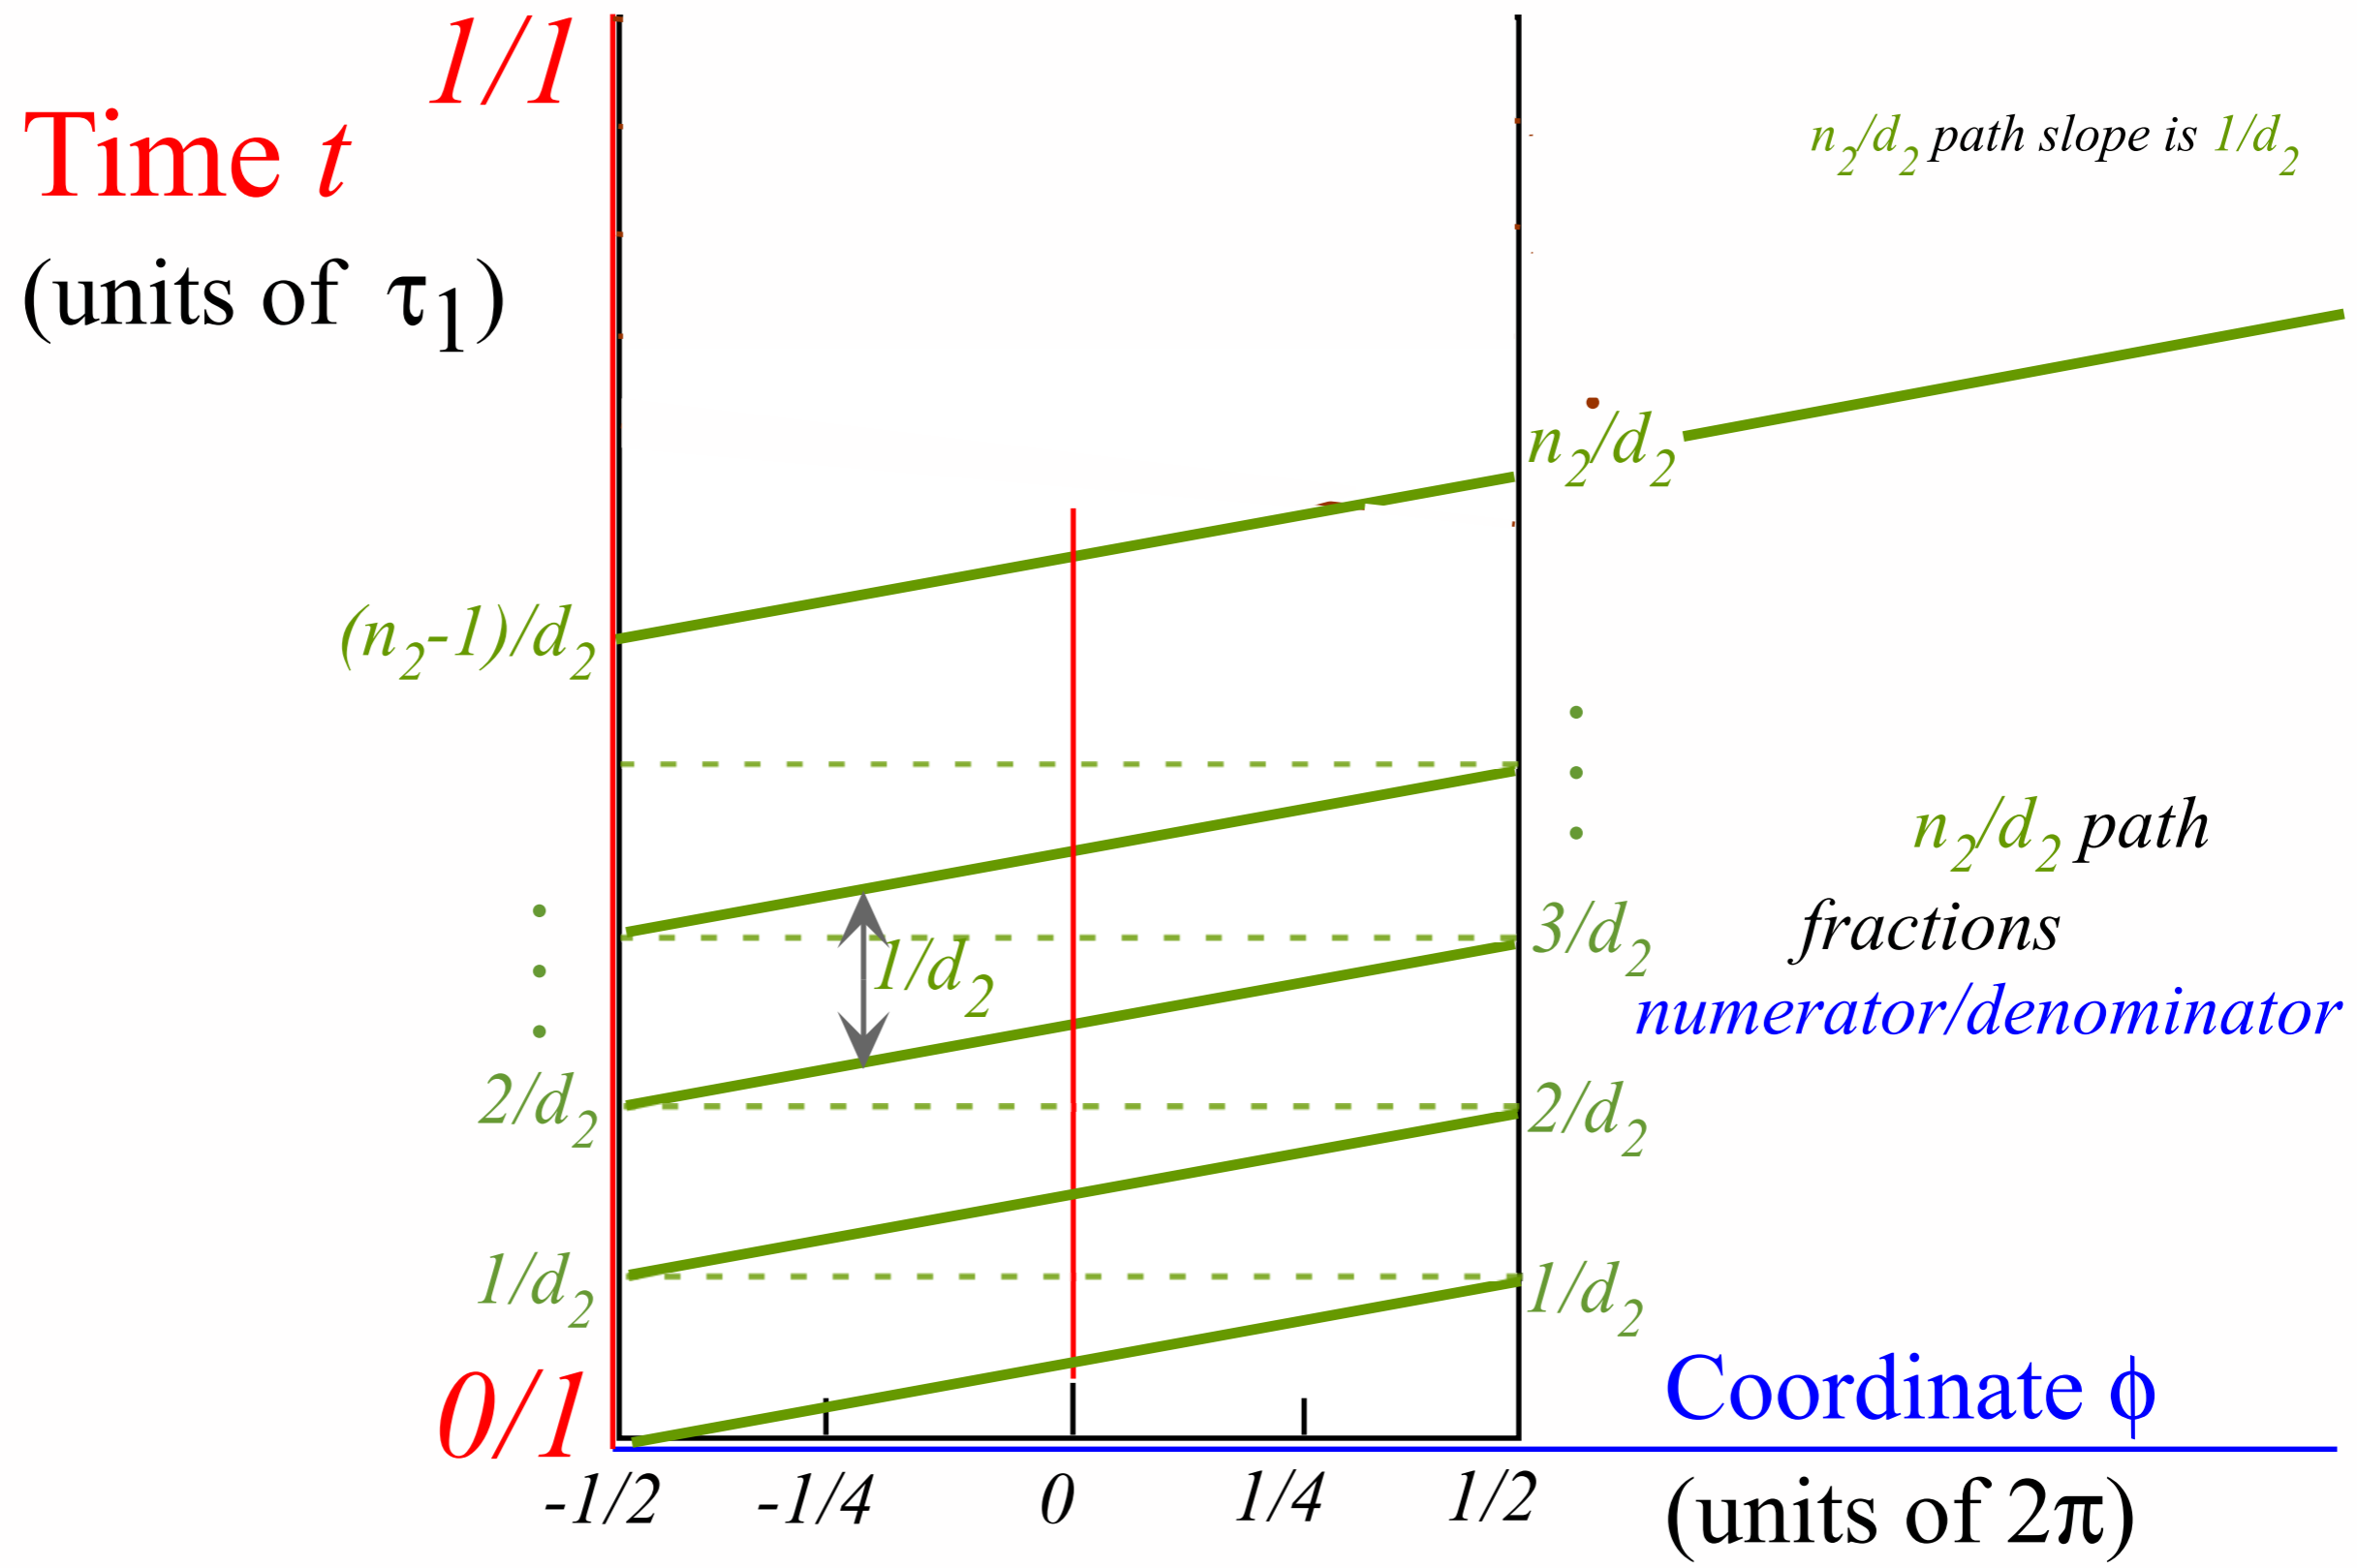 1/1
Time t
(units of τ1)
n2/d2 path slope is 1/d2
n2/d2
(n2-1)/d2
n2/d2 path
fractions
numerator/denominator
3/d2
1/d2
2/d2
2/d2
1/d2
1/d2
0/1
Coordinate ϕ
(units of 2π)
-1/2 -1/4 0 1/4 1/2